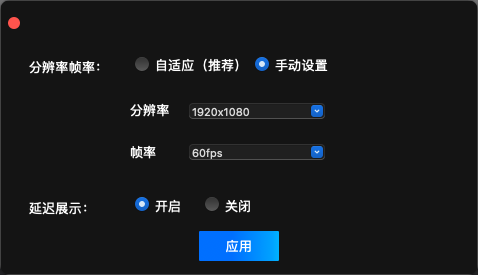 分辨率帧率： 自适应（推荐） 手动设置
分辨率 1920x1080
帧率 60fps
延迟展示： 开启 关闭
应用